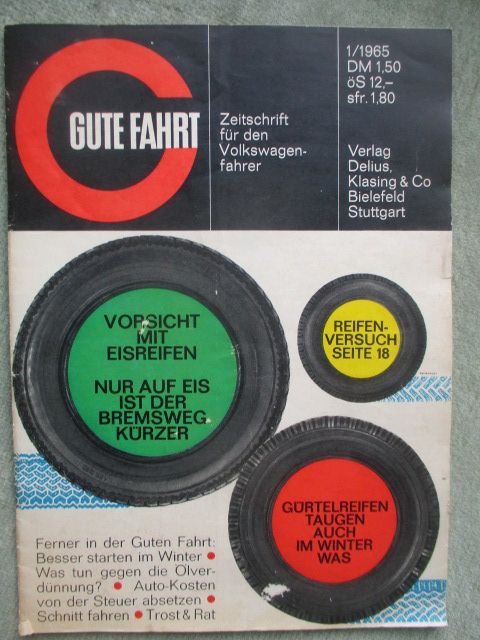 GUTE FAHRT
Zeitschrift
für den
Volkswagen-
fahrer
1/1965
DM 1,50
öS 12,–
sfr. 1,80
Verlag
Delius,
Klasing & Co
Bielefeld
Stuttgart
VORSICHT
MIT
EISREIFEN
NUR AUF EIS
IST DER
BREMSWEG
KÜRZER
REIFEN-
VERSUCH
SEITE 18
GÜRTELREIFEN
TAUGEN
AUCH
IM WINTER
WAS
Ferner in der Guten Fahrt:
Besser starten im Winter ●
Was tun gegen die Ölver-
dünnung? ● Auto-Kosten
von der Steuer absetzen ●
Schnitt fahren ● Trost & Rat